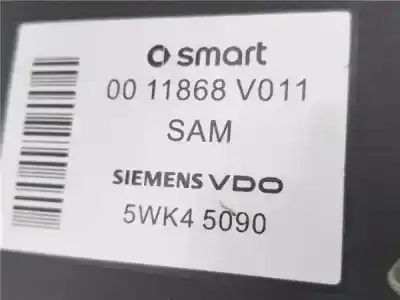 smart
00 11868 V011
SAM
SIEMENS VDO
5WK4 5090